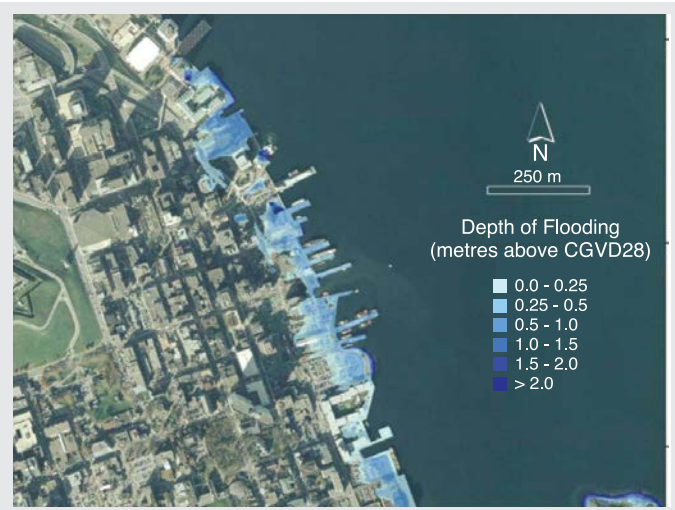 N
250 m
Depth of Flooding
(metres above CGVD28)
0.0 - 0.25
0.25 - 0.5
0.5 - 1.0
1.0 - 1.5
1.5 - 2.0
> 2.0